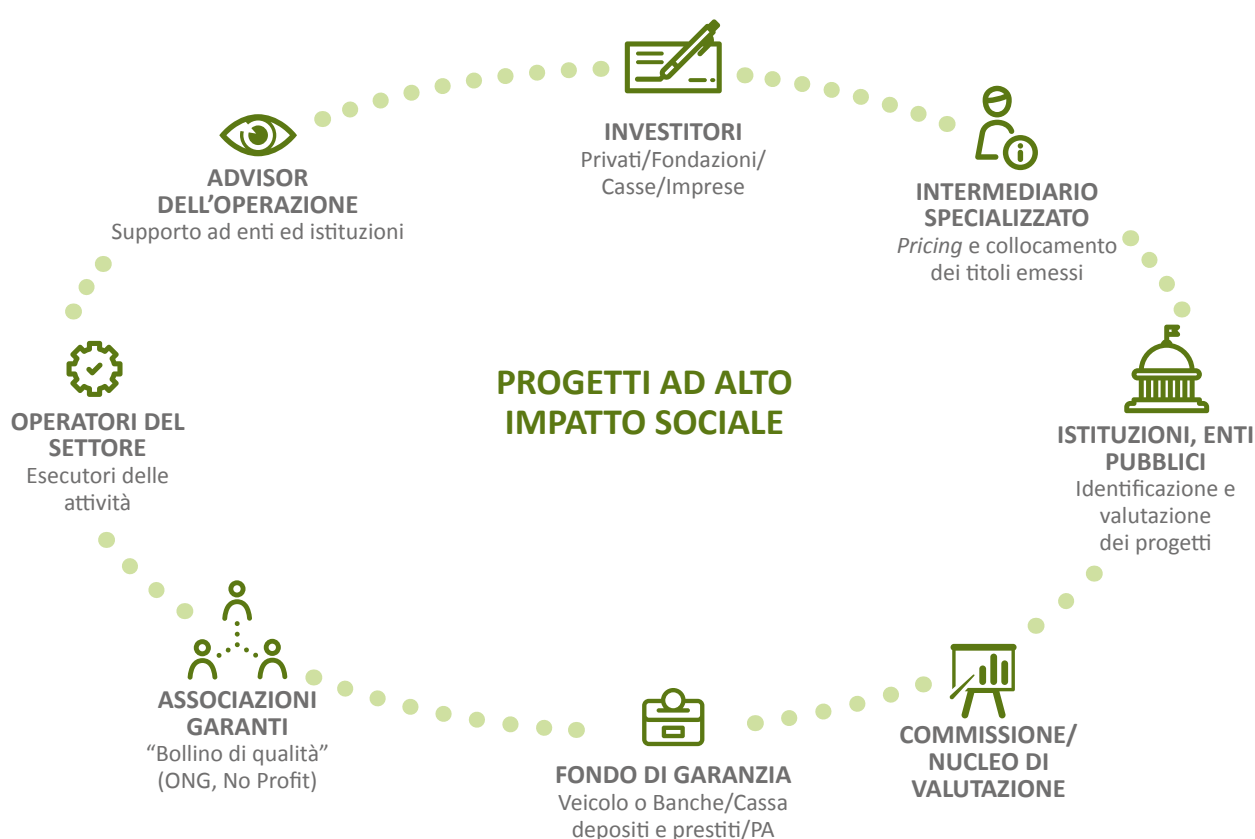 INVESTITORI
Privati/Fondazioni/
Casse/Imprese
INTERMEDIARIO
SPECIALIZZATO
Pricing e collocamento
dei titoli emessi
ISTITUZIONI, ENTI
PUBBLICI
Identificazione e
valutazione
dei progetti
COMMISSIONE/
NUCLEO DI
VALUTAZIONE
FONDO DI GARANZIA
Veicolo o Banche/Cassa
depositi e prestiti/PA
ASSOCIAZIONI
GARANTI
“Bollino di qualità”
(ONG, No Profit)
OPERATORI DEL
SETTORE
Esecutori delle
attività
ADVISOR
DELL’OPERAZIONE
Supporto ad enti ed istituzioni
PROGETTI AD ALTO
IMPATTO SOCIALE